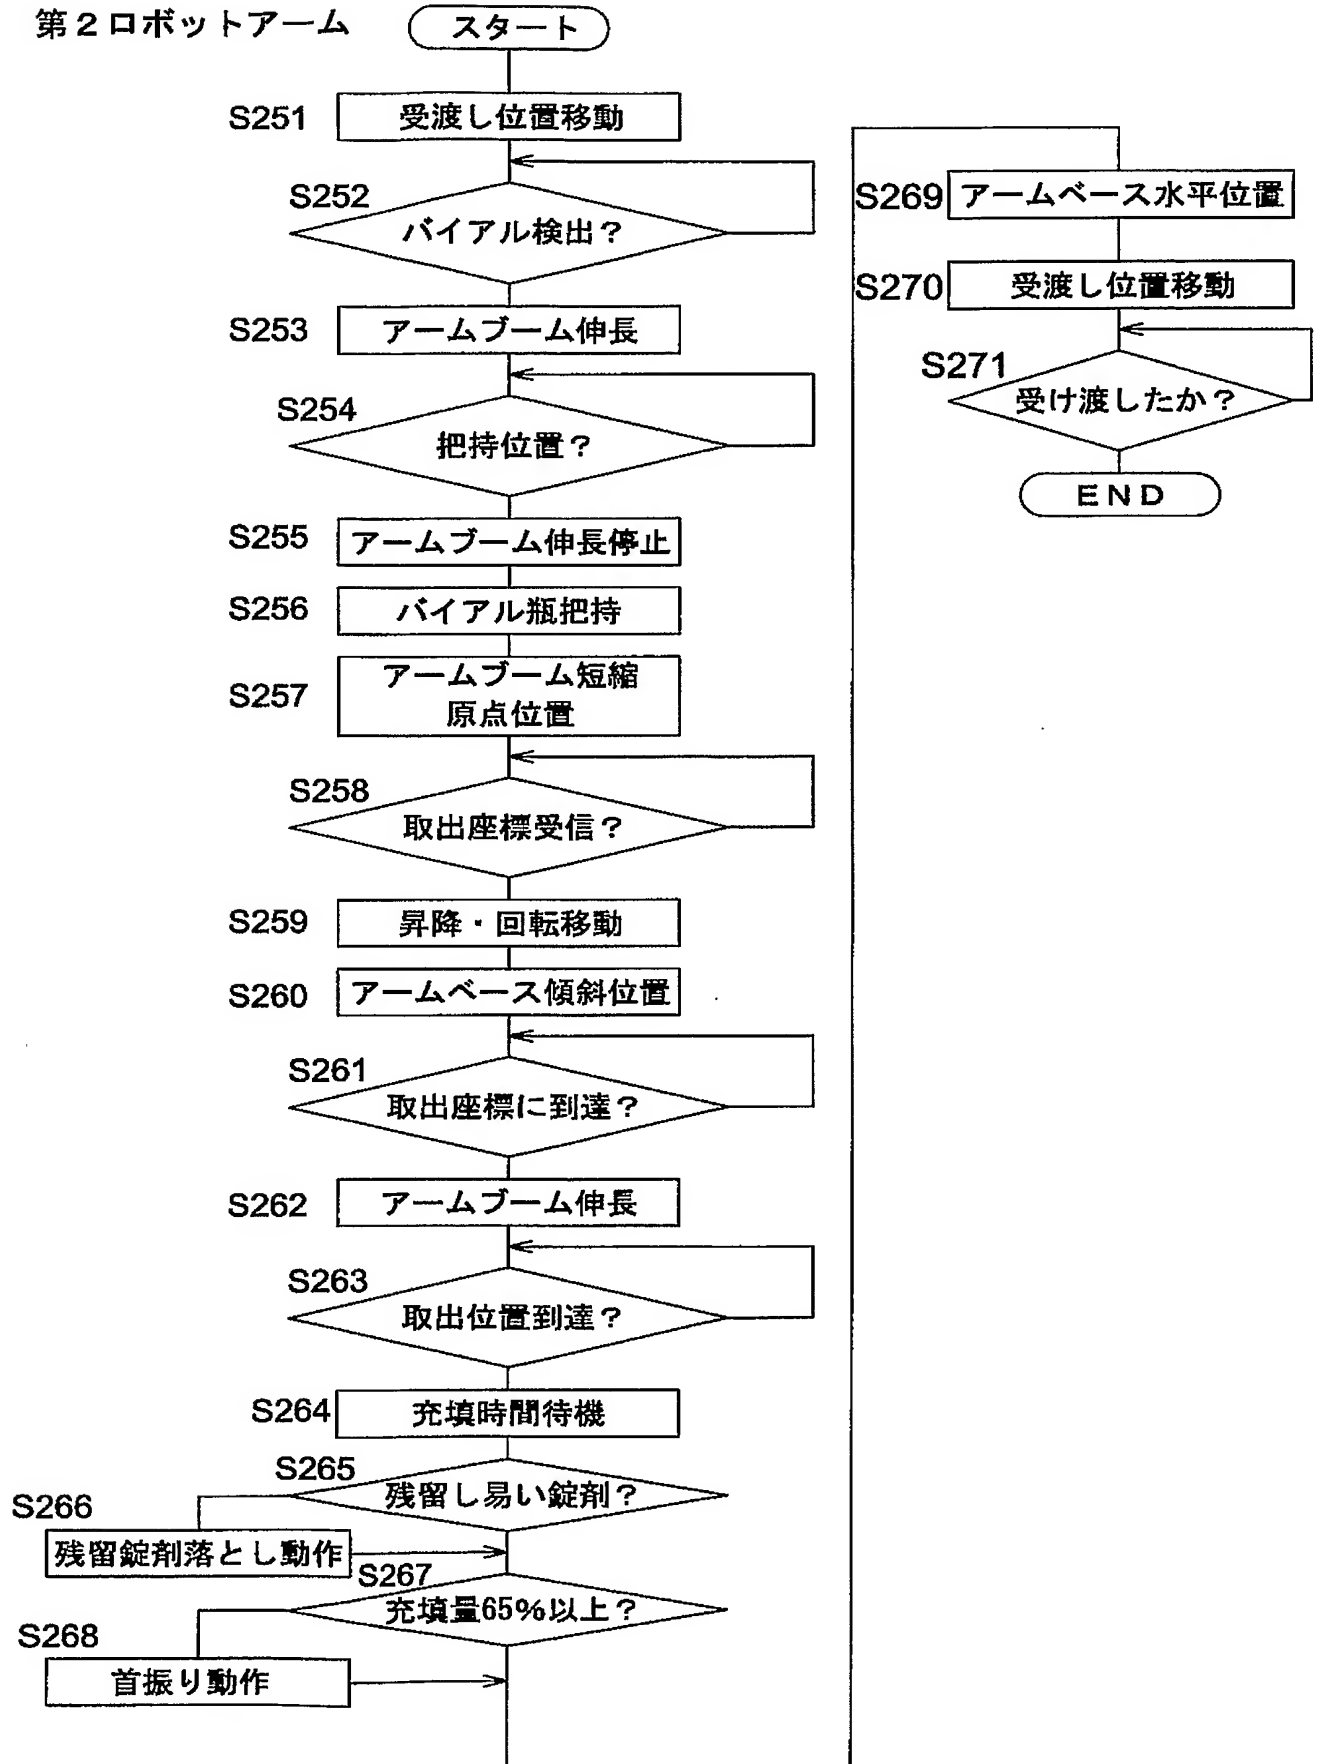 第2ロボットアーム
スタート
S251
受渡し位置移動
S252
バイアル検出？
S253
アームブーム伸長
S254
把持位置？
S255
アームブーム伸長停止
S256
バイアル瓶把持
S257
アームブーム短縮
原点位置
S258
取出座標受信？
S259
昇降・回転移動
S260
アームベース傾斜位置
S261
取出座標に到達？
S262
アームブーム伸長
S263
取出位置到達？
S264
充填時間待機
S265
残留し易い錠剤？
S266
残留錠剤落とし動作
S267
充填量65%以上？
S268
首振り動作
S269
アームベース水平位置
S270
受渡し位置移動
S271
受け渡したか？
END